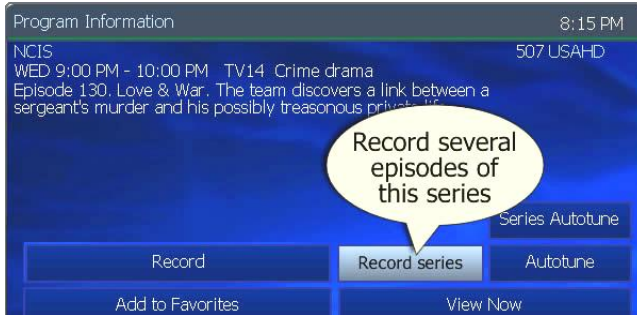 Program Information 8:15 PM
NCIS 507 USAHD
WED 9:00 PM - 10:00 PM TV14 Crime drama
Episode 130. Love & War. The team discovers a link between a
sergeant's murder and his possibly treasonous
Record several
episodes of
this series
Series Autotune
Record Record series Autotune
Add to Favorites View Now